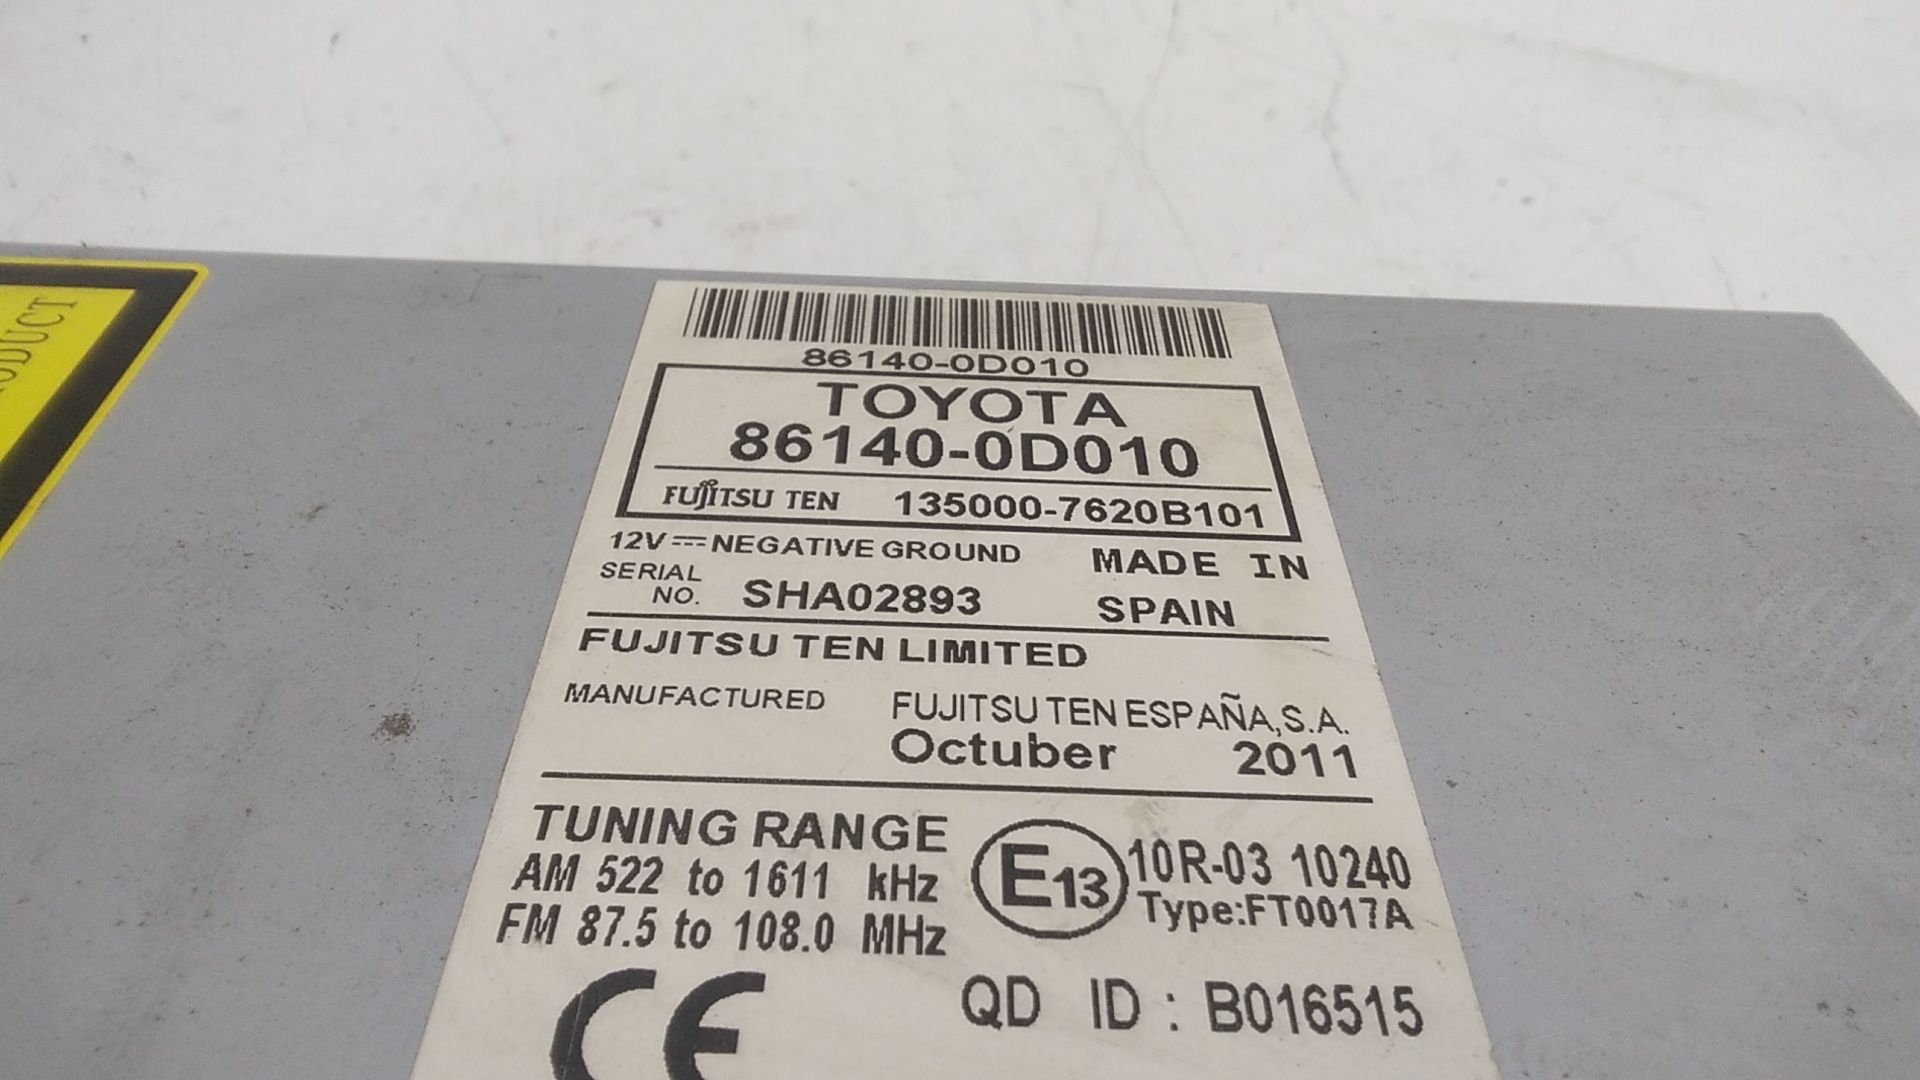 86140-0D010
TOYOTA
86140-0D010
FUJITSU TEN 135000-7620B101
12V NEGATIVE GROUND MADE IN
SERIAL
NO. SHA02893 SPAIN
FUJITSU TEN LIMITED
MANUFACTURED FUJITSU TEN ESPAÑA,S.A.
Octuber 2011
TUNING RANGE
AM 522 to 1611 kHz
FM 87.5 to 108.0 MHz
E13 10R-03 10240
Type:FT0017A
CE QD ID : B016515